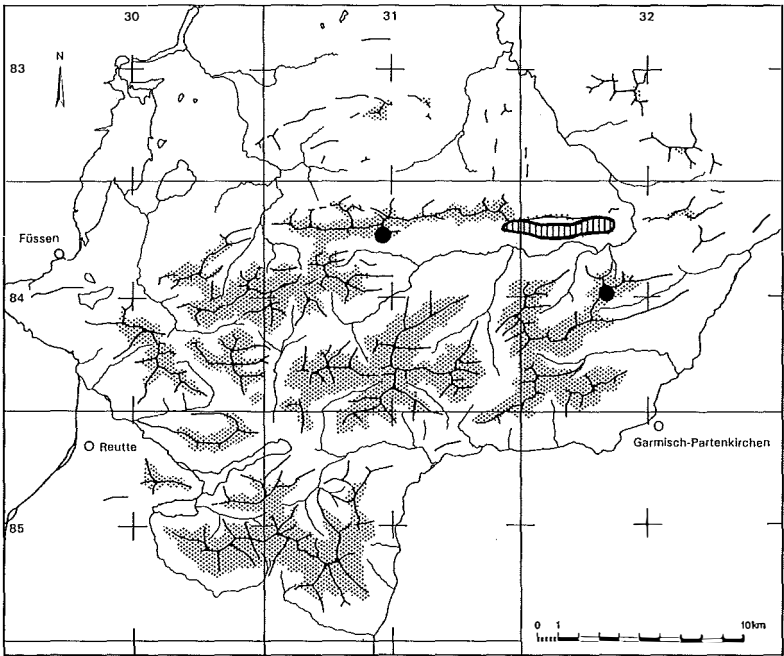 30 31 32
83
N
Füssen
84
Reutte
Garmisch-Partenkirchen
85
0 1 10km